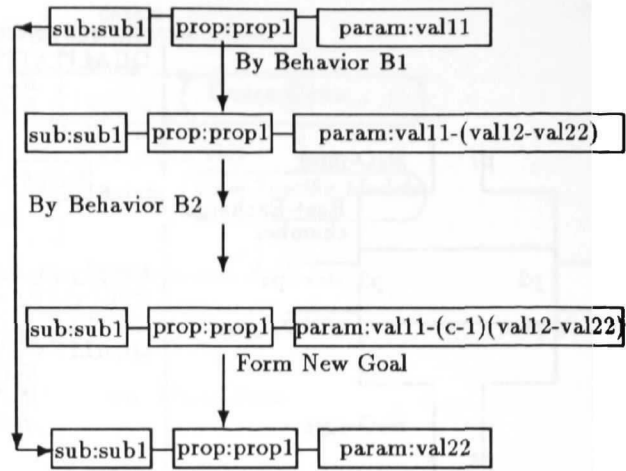 sub:sub1 prop:prop1 param:val11
By Behavior B1
sub:sub1 prop:prop1 param:val11-(val12-val22)
By Behavior B2
sub:sub1 prop:prop1 param:val11-(c-1)(val12-val22)
Form New Goal
sub:sub1 prop:prop1 param:val22